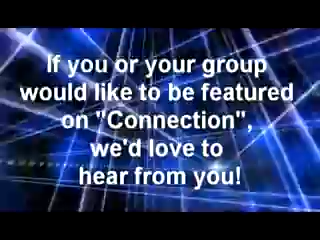 If you or your group
would like to be featured
on "Connection",
we'd love to
hear from you!